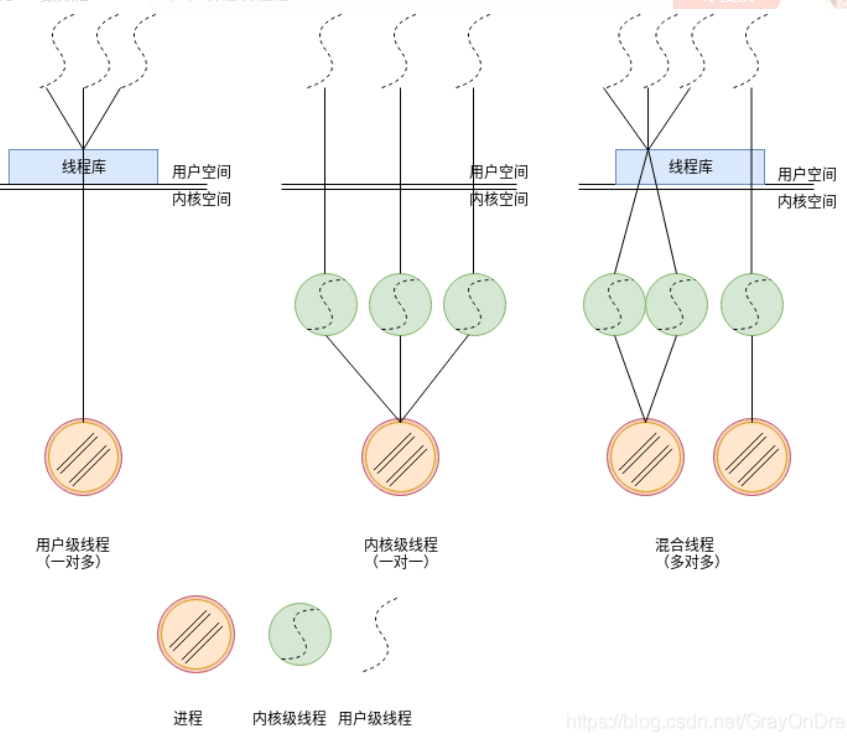 线程库
用户空间
内核空间
用户空间
内核空间
线程库
用户空间
内核空间
用户级线程
（一对多）
内核级线程
（一对一）
混合线程
（多对多）
进程
内核级线程
用户级线程
https://blog.csdn.net/GrayOnDre